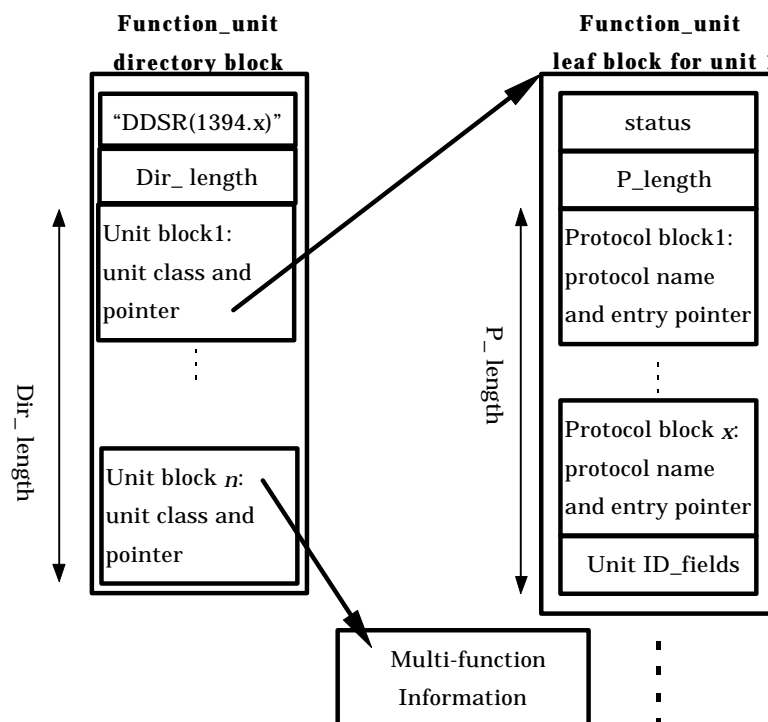 Function_unit
directory block
“DDSR(1394.x)”
Dir_ length
Unit block1:
unit class and
pointer
Dir_ length
Unit block n:
unit class and
pointer
Function_unit
leaf block for unit 1
status
P_length
Protocol block1:
protocol name
and entry pointer
P_ length
Protocol block x:
protocol name
and entry pointer
Unit ID_fields
Multi-function
Information